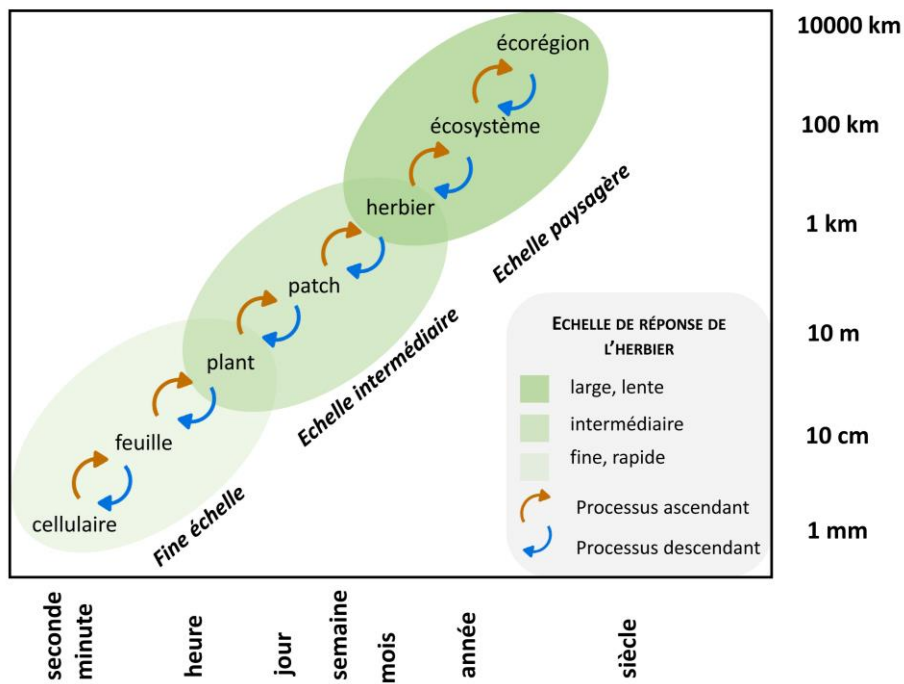 écorégion
écosystème
herbier
patch
plant
feuille
cellulaire
Fine échelle
Echelle intermédiaire
Echelle paysagère
ECHELLE DE RÉPONSE DE
L'HERBIER
large, lente
intermédiaire
fine, rapide
Processus ascendant
Processus descendant
10000 km
100 km
1 km
10 m
10 cm
1 mm
seconde
minute
heure
jour
semaine
mois
année
siècle